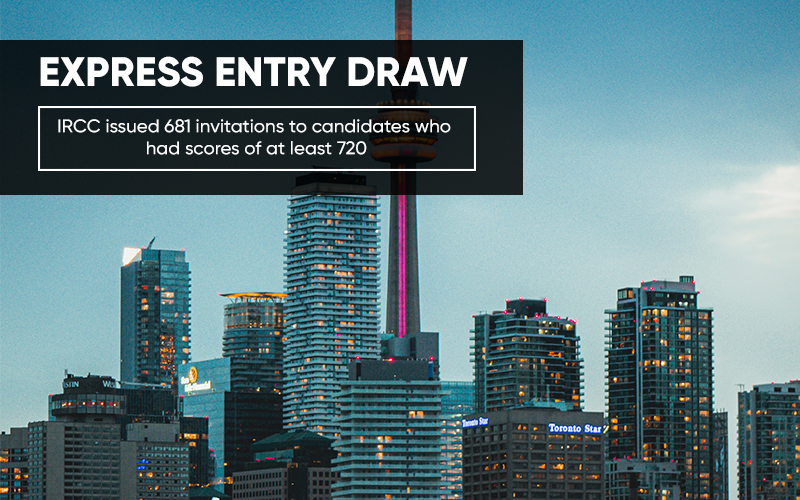 EXPRESS ENTRY DRAW
IRCC issued 681 invitations to candidates who
had scores of at least 720
Toronto Star
Toronto Star